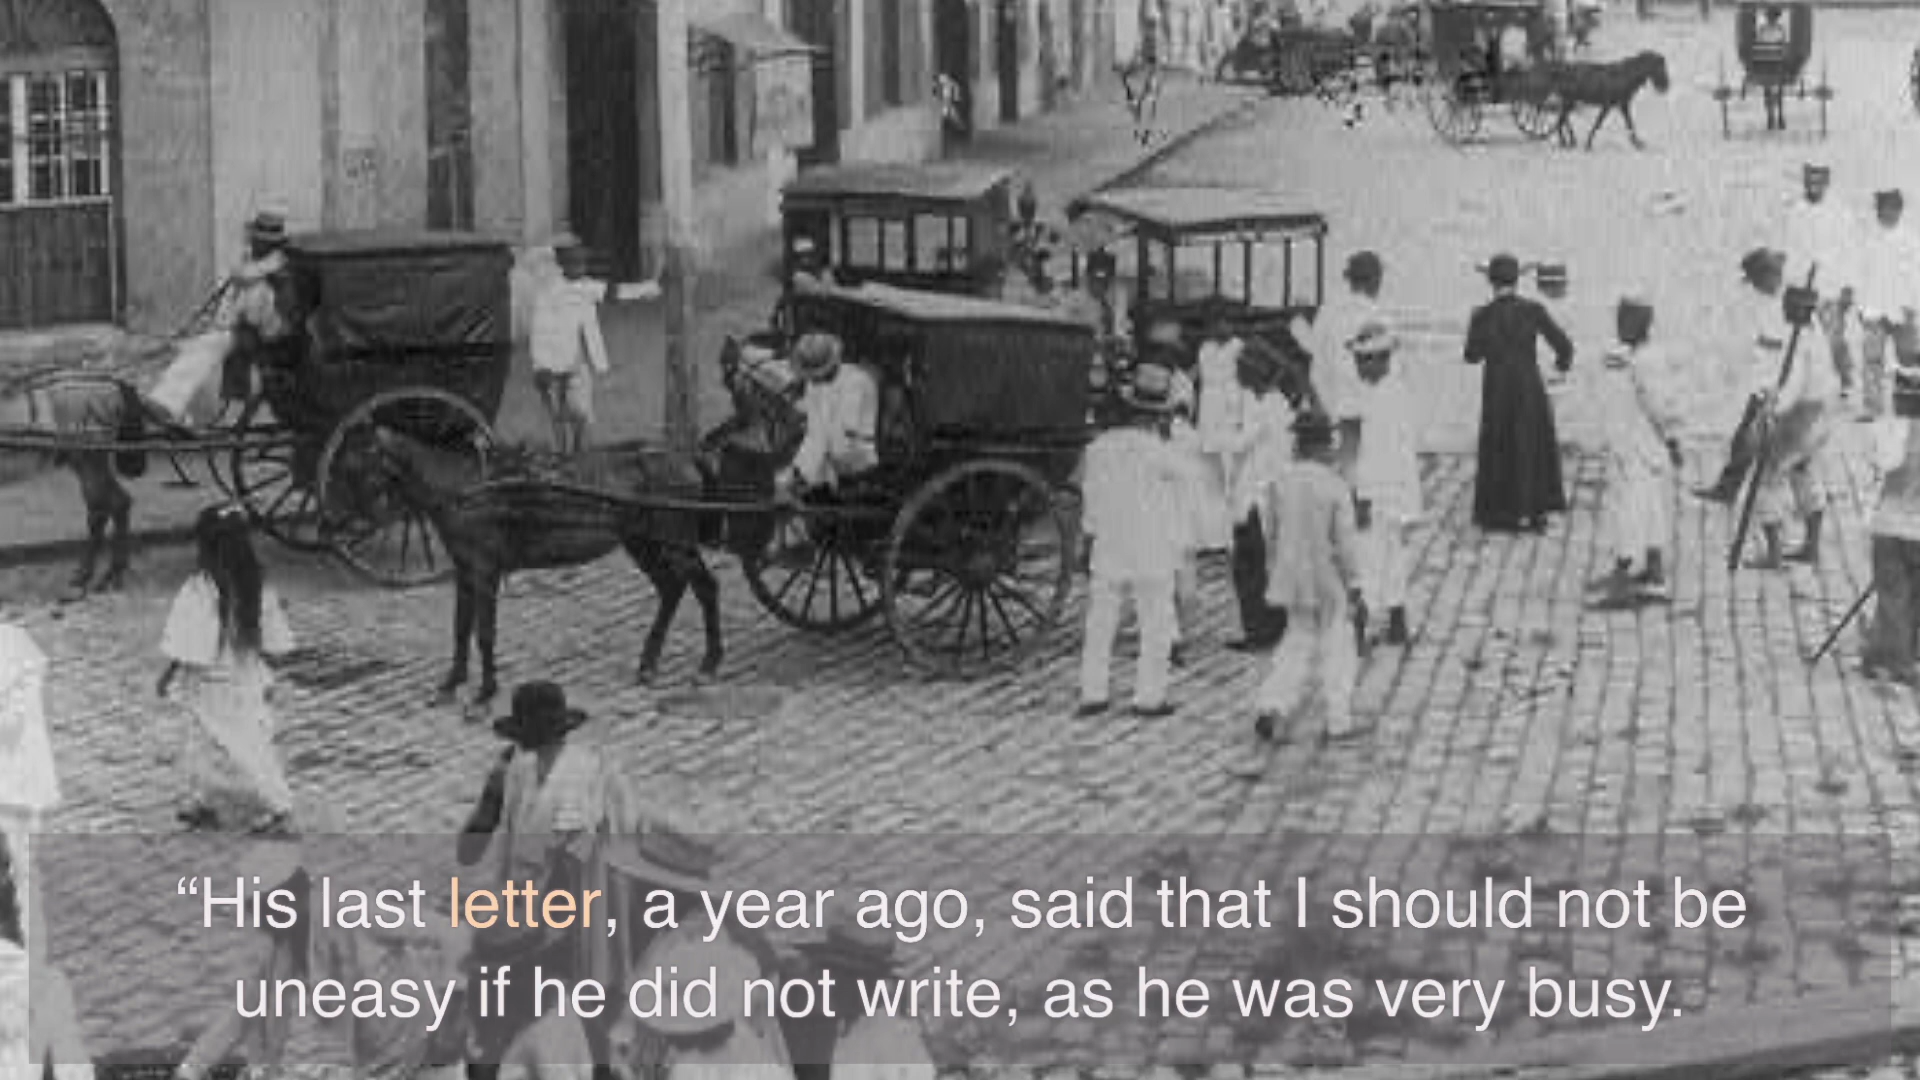 “His last letter, a year ago, said that I should not be
uneasy if he did not write, as he was very busy.